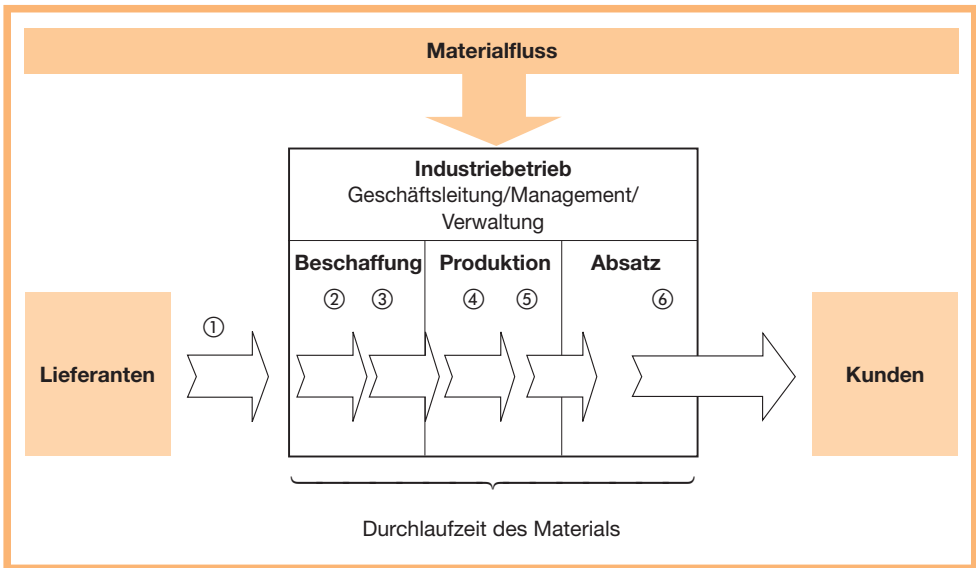 Materialfluss
Industriebetrieb
Geschäftsleitung/Management/
Verwaltung
Beschaffung
Produktion
Absatz
② ③
④ ⑤
⑥
①
Lieferanten
Kunden
Durchlaufzeit des Materials